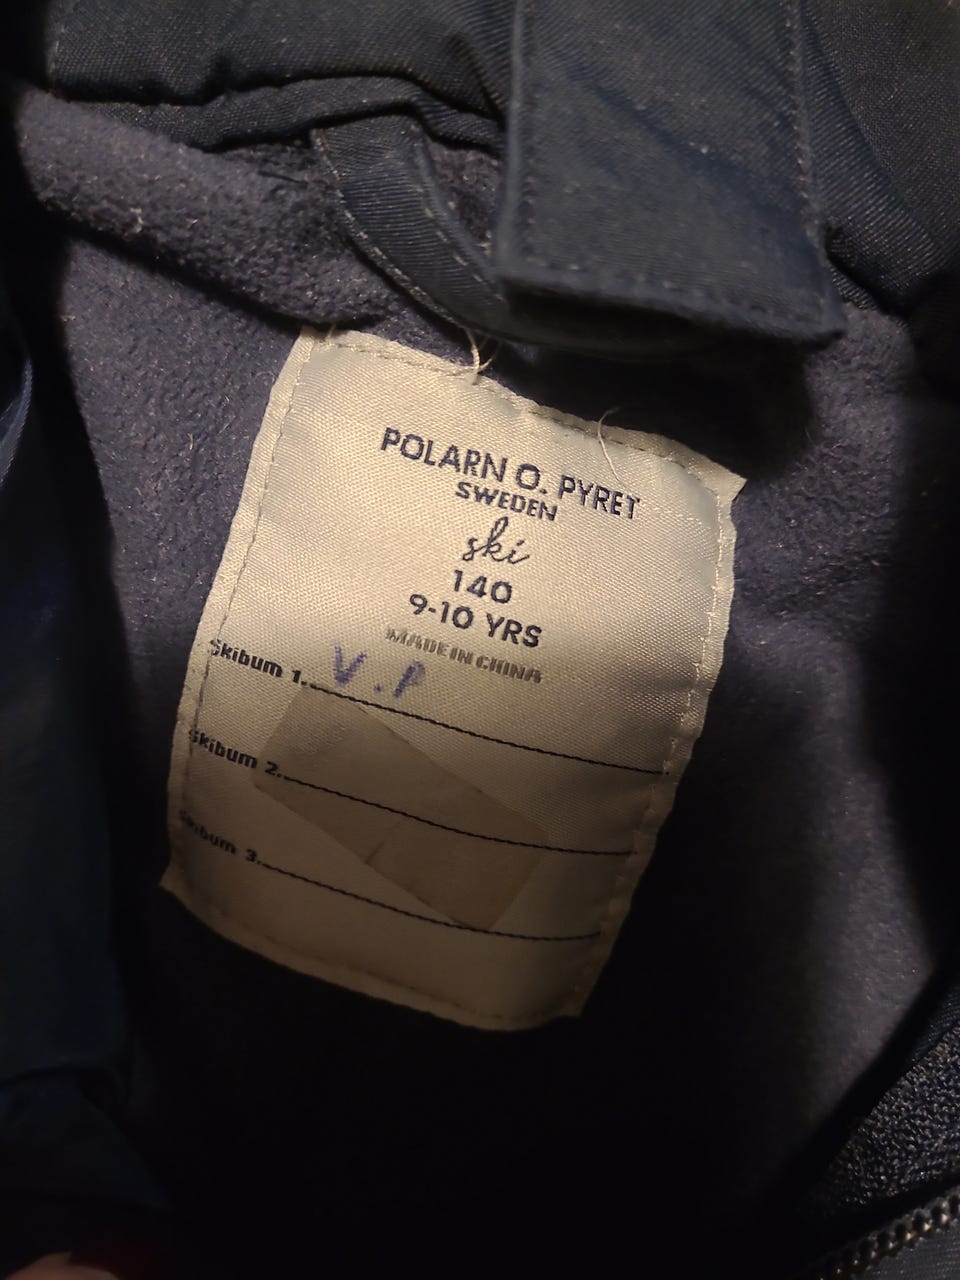 POLARN O. PYRET
SWEDEN
ski
140
9-10 YRS
MADE IN CHINA
Skibum 1. V.P
Skibum 2.
Skibum 3.